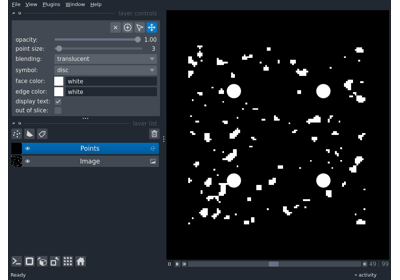 File View Plugins Window Help
layer controls
opacity: 1.00
point size: 3
blending: translucent
symbol: disc
face color: white
edge color: white
display text:
out of slice:
layer list
Points
Image
Ready
49 99
activity